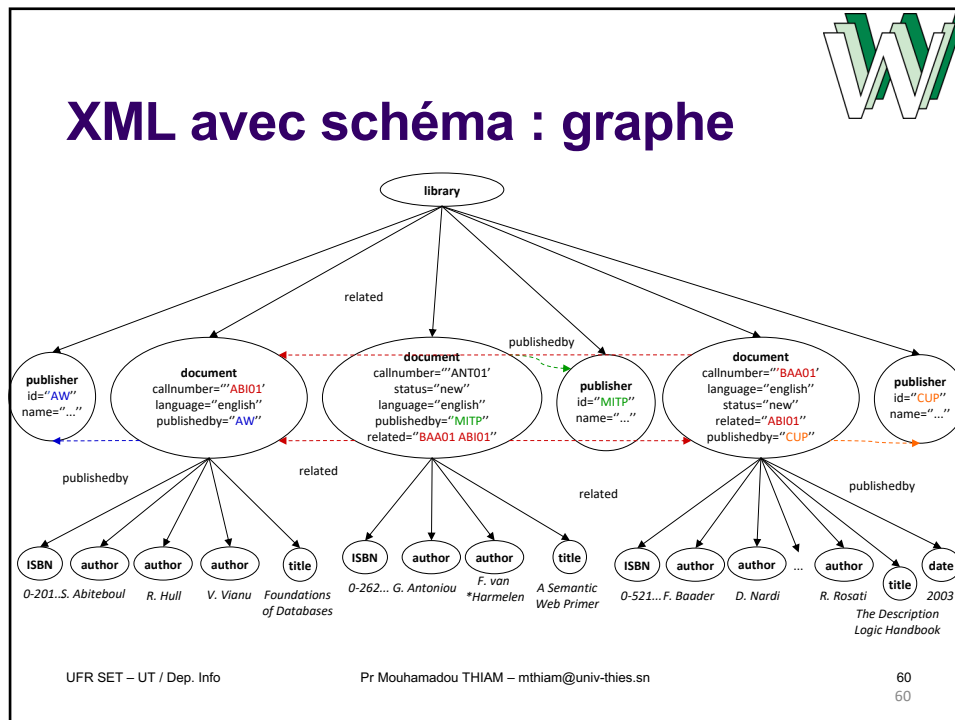 XML avec schéma : graphe
library
related
publishedby
publisher
id=''AW''
name=''...''
document
callnumber=''’ABI01'
language=''english''
publishedby=''AW''
document
callnumber=''’ANT01
status=''new''
language=''english''
publishedby=''MITP''
related=''BAA01 ABI01''
publisher
id=''MITP''
name=''...''
document
callnumber=''’BAA01'
language=''english''
status=''new''
related=''ABI01''
publishedby=''CUP''
publisher
id=''CUP''
name=''...''
publishedby
related
related
publishedby
ISBN
author
author
author
title
ISBN
author
author
title
ISBN
author
author
...
author
title
date
0-201..S. Abiteboul
R. Hull
V. Vianu
Foundations
of Databases
0-262... G. Antoniou
F. van
*Harmelen
A Semantic
Web Primer
0-521...F. Baader
D. Nardi
R. Rosati
2003
The Description
Logic Handbook
UFR SET – UT / Dep. Info
Pr Mouhamadou THIAM – mthiam@univ-thies.sn
60
60